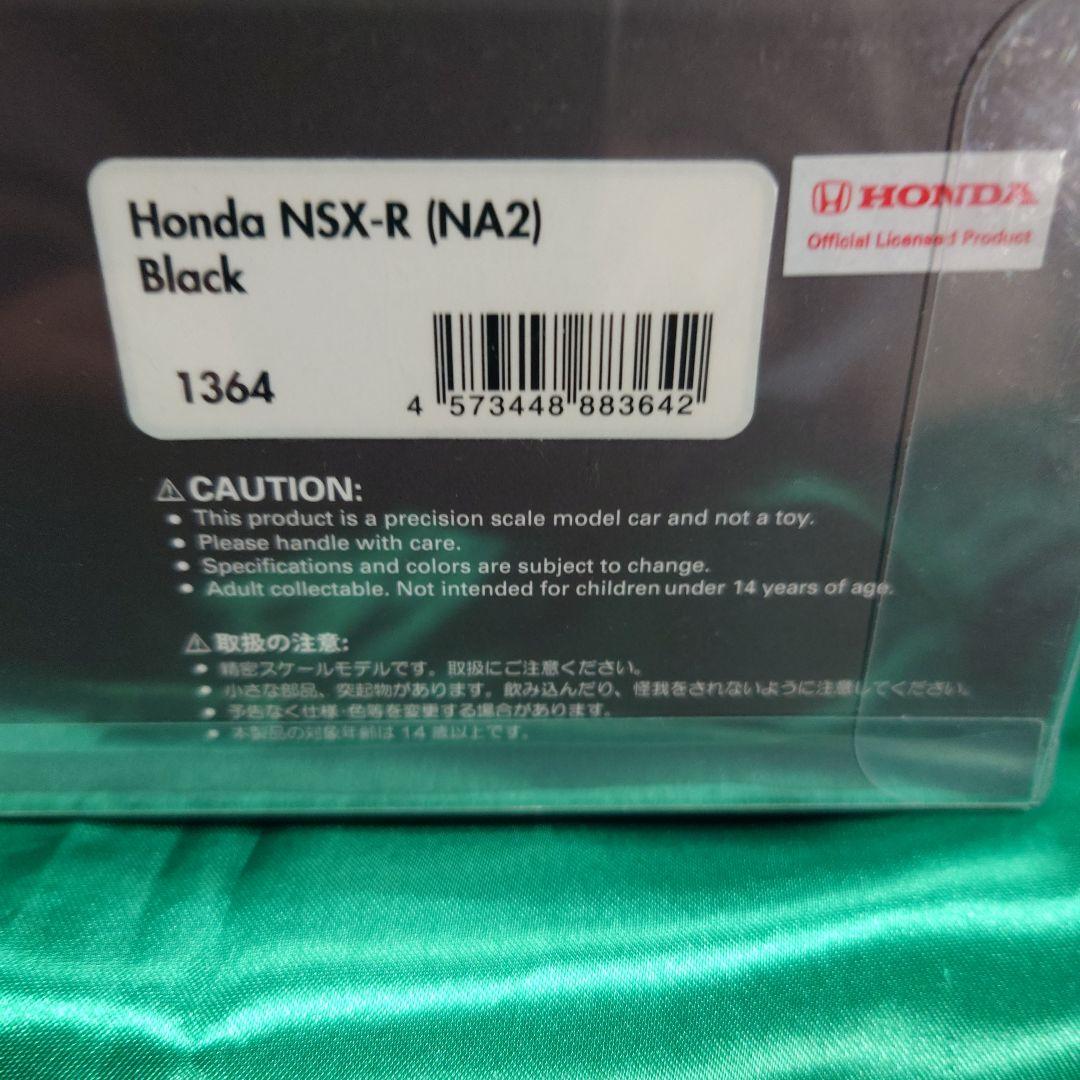 Honda NSX-R (NA2)
Black
1364
4 573448 883642
HONDA
Official Licensed Product
⚠CAUTION:
• This product is a precision scale model car and not a toy.
• Please handle with care.
• Specifications and colors are subject to change.
• Adult collectable. Not intended for children under 14 years of age.
⚠取扱の注意:
• 精密スケールモデルです。取扱にご注意ください。
• 小さな部品、突起物があります。飲み込んだり、怪我をされないように注意してください。
• 予告なく仕様・色等を変更する場合があります。
• 本製品の対象年齢は14歳以上です。